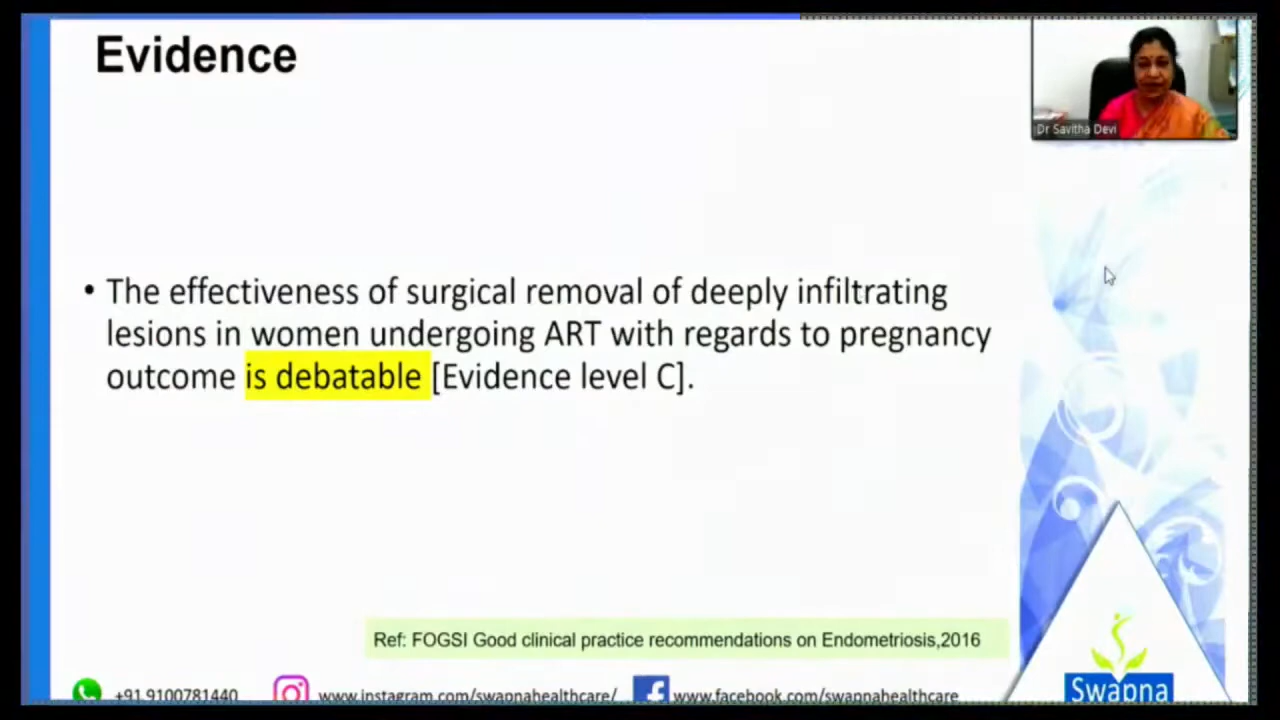 Evidence
Dr Savitha Devi
• The effectiveness of surgical removal of deeply infiltrating
lesions in women undergoing ART with regards to pregnancy
outcome is debatable [Evidence level C].
Ref: FOGSI Good clinical practice recommendations on Endometriosis,2016
+91 9100781440 www.instagram.com/swapnahealthcare/ www.facebook.com/swapnahealthcare
Swapna